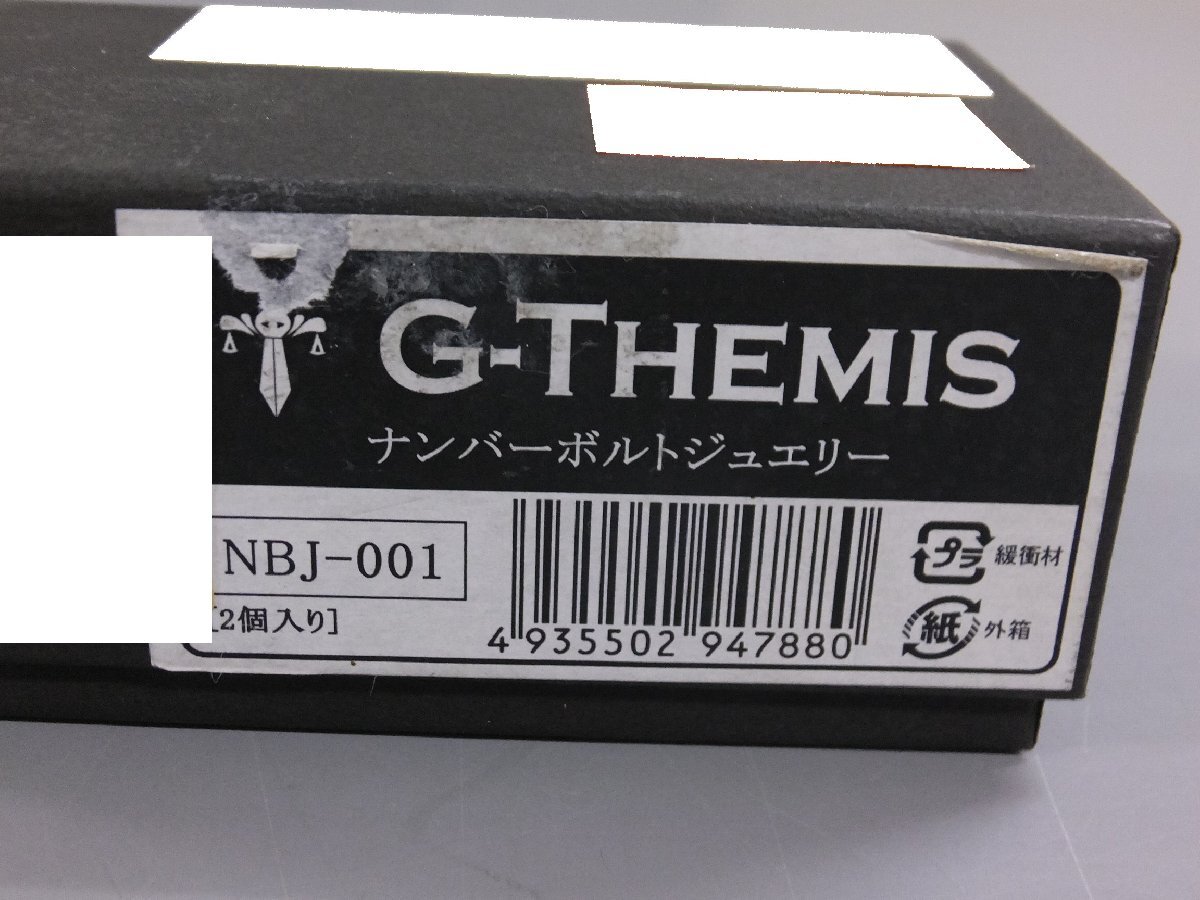 G-THEMIS
ナンバーボルトジュエリー
NBJ-001
[2個入り]
4 935502 947880
プラ 緩衝材
紙 外箱